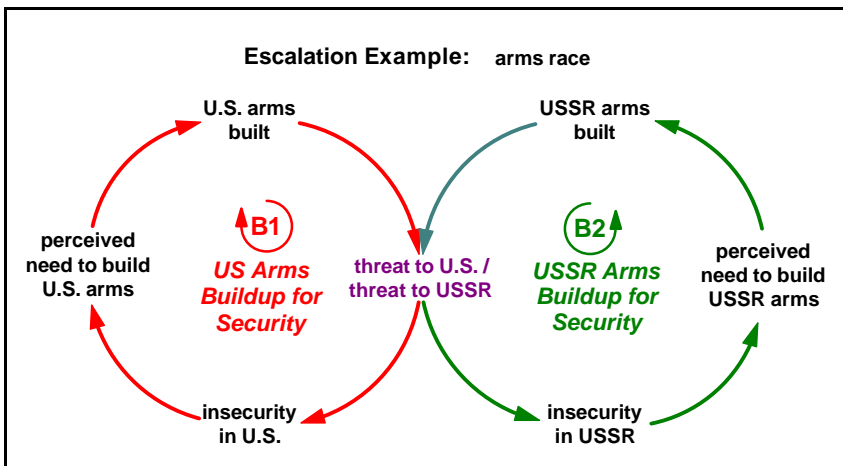 Escalation Example: arms race
U.S. arms
built
USSR arms
built
B1
US Arms
Buildup for
Security
B2
USSR Arms
Buildup for
Security
perceived
need to build
U.S. arms
threat to U.S. /
threat to USSR
perceived
need to build
USSR arms
insecurity
in U.S.
insecurity
in USSR